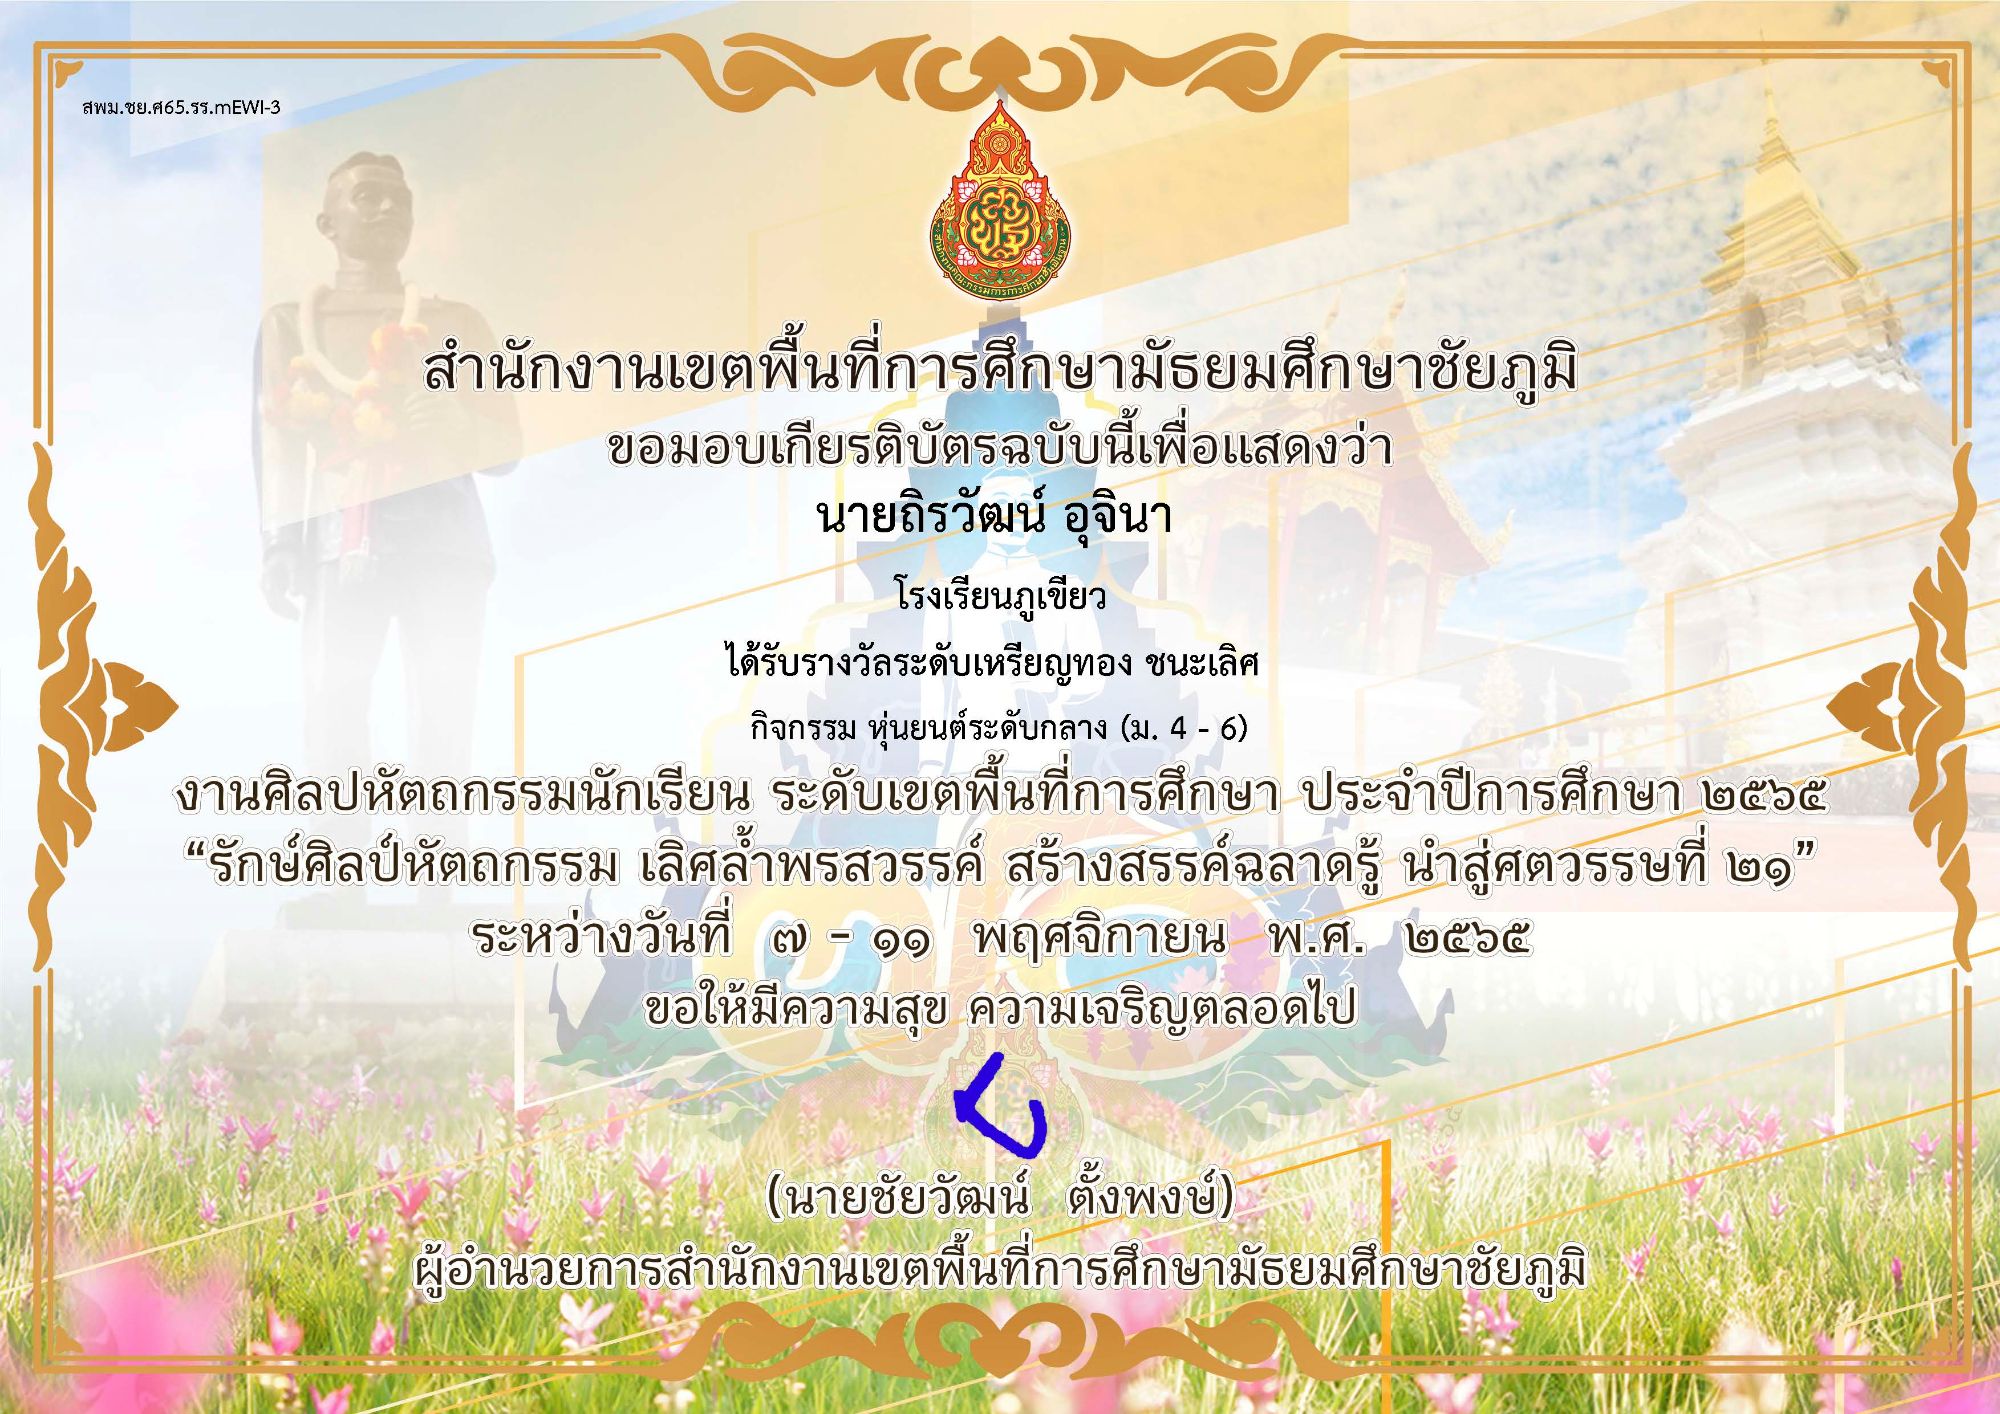 สพม.ชย.ศ65.รร.mEWI-3
สำนักงานเขตพื้นที่การศึกษามัธยมศึกษาชัยภูมิ
ขอมอบเกียรติบัตรฉบับนี้เพื่อแสดงว่า
นายถิรวัฒน์ อุจินา
โรงเรียนภูเขียว
ได้รับรางวัลระดับเหรียญทอง ชนะเลิศ
กิจกรรม หุ่นยนต์ระดับกลาง (ม. 4 - 6)
งานศิลปหัตถกรรมนักเรียน ระดับเขตพื้นที่การศึกษา ประจำปีการศึกษา ๒๕๖๕
“รักษ์ศิลป์หัตถกรรม เลิศล้ำพรสวรรค์ สร้างสรรค์ฉลาดรู้ นำสู่ศตวรรษที่ ๒๑”
ระหว่างวันที่ ๗ - ๑๑ พฤศจิกายน พ.ศ. ๒๕๖๕
ขอให้มีความสุข ความเจริญตลอดไป
(นายชัยวัฒน์ ตั้งพงษ์)
ผู้อำนวยการสำนักงานเขตพื้นที่การศึกษามัธยมศึกษาชัยภูมิ